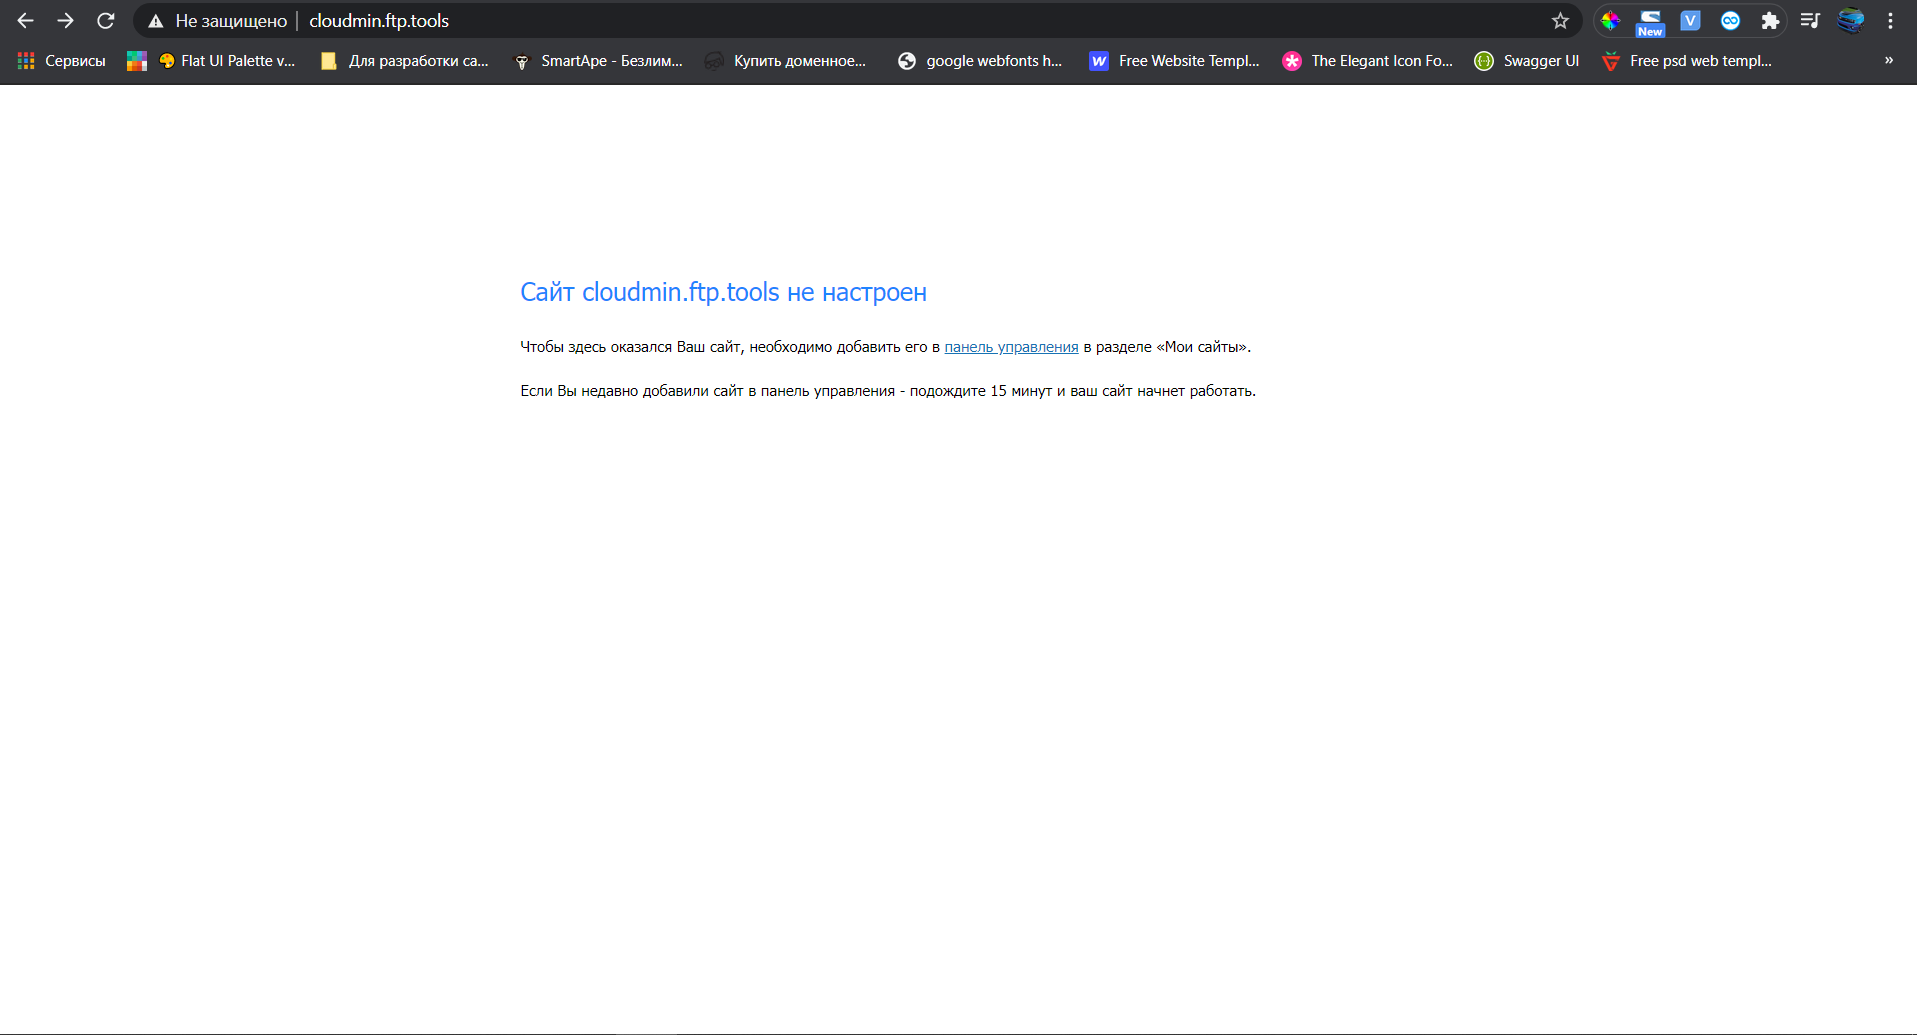 Не защищено cloudmin.ftp.tools
New V
Сервисы Flat UI Palette v... Для разработки са... SmartApe - Безлим... Купить доменное... google webfonts h... Free Website Templ... The Elegant Icon Fo... Swagger UI Free psd web templ... »
Сайт cloudmin.ftp.tools не настроен
Чтобы здесь оказался Ваш сайт, необходимо добавить его в панель управления в разделе «Мои сайты».
Если Вы недавно добавили сайт в панель управления - подождите 15 минут и ваш сайт начнет работать.